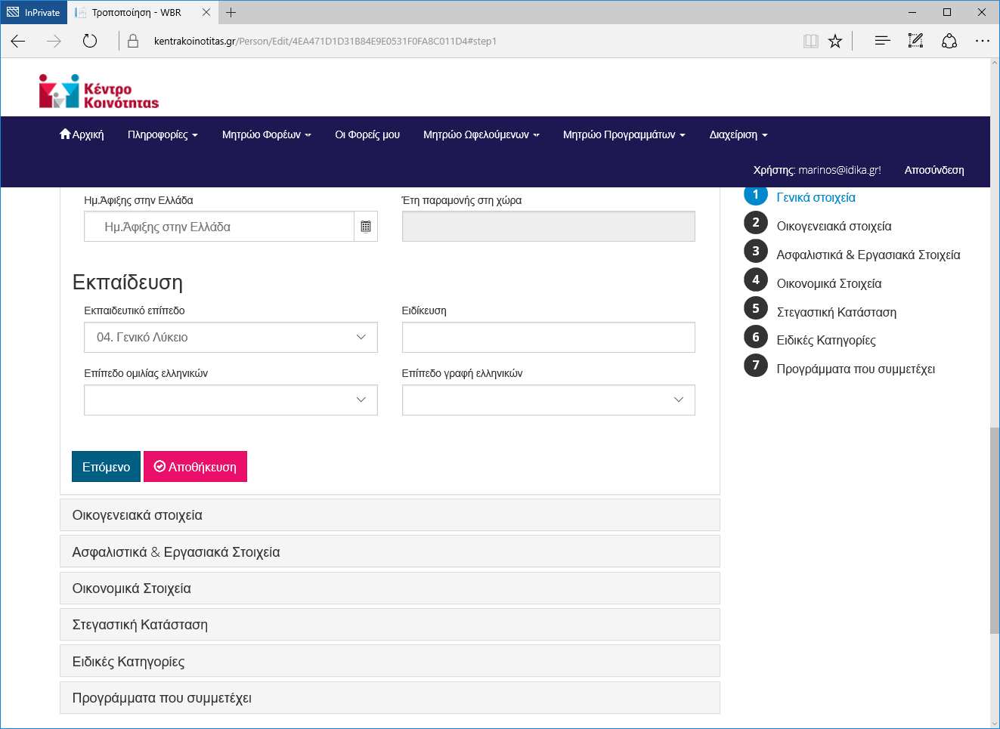 InPrivate
Τροποποίηση - WBR
kentrakoinotitas.gr/Person/Edit/4EA471D1D31B84E9E0531F0FA8C011D4#step1
Κέντρο
Κοινότητας
Αρχική Πληροφορίες Μητρώο Φορέων Οι Φορείς μου Μητρώο Ωφελούμενων Μητρώο Προγραμμάτων Διαχείριση
Χρήστης: marinos@idika.gr! Αποσύνδεση
Ημ.Άφιξης στην Ελλάδα
Έτη παραμονής στη χώρα
Ημ.Άφιξης στην Ελλάδα
Εκπαίδευση
Εκπαιδευτικό επίπεδο
Ειδίκευση
04. Γενικό Λύκειο
Επίπεδο ομιλίας ελληνικών
Επίπεδο γραφή ελληνικών
Επόμενο
Αποθήκευση
Οικογενειακά στοιχεία
Ασφαλιστικά & Εργασιακά Στοιχεία
Οικονομικά Στοιχεία
Στεγαστική Κατάσταση
Ειδικές Κατηγορίες
Προγράμματα που συμμετέχει
1 Γενικά στοιχεία
2 Οικογενειακά στοιχεία
3 Ασφαλιστικά & Εργασιακά Στοιχεία
4 Οικονομικά Στοιχεία
5 Στεγαστική Κατάσταση
6 Ειδικές Κατηγορίες
7 Προγράμματα που συμμετέχει